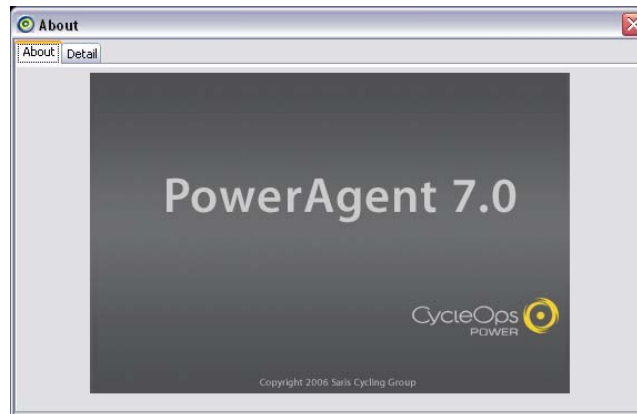 About
About Detail
PowerAgent 7.0
CycleOps
POWER
Copyright 2006 Saris Cycling Group